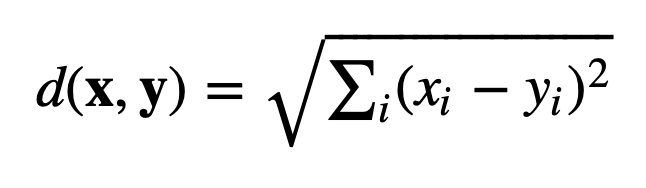 d(𝐱, 𝐲) = √(∑ᵢ(xᵢ − yᵢ)²)